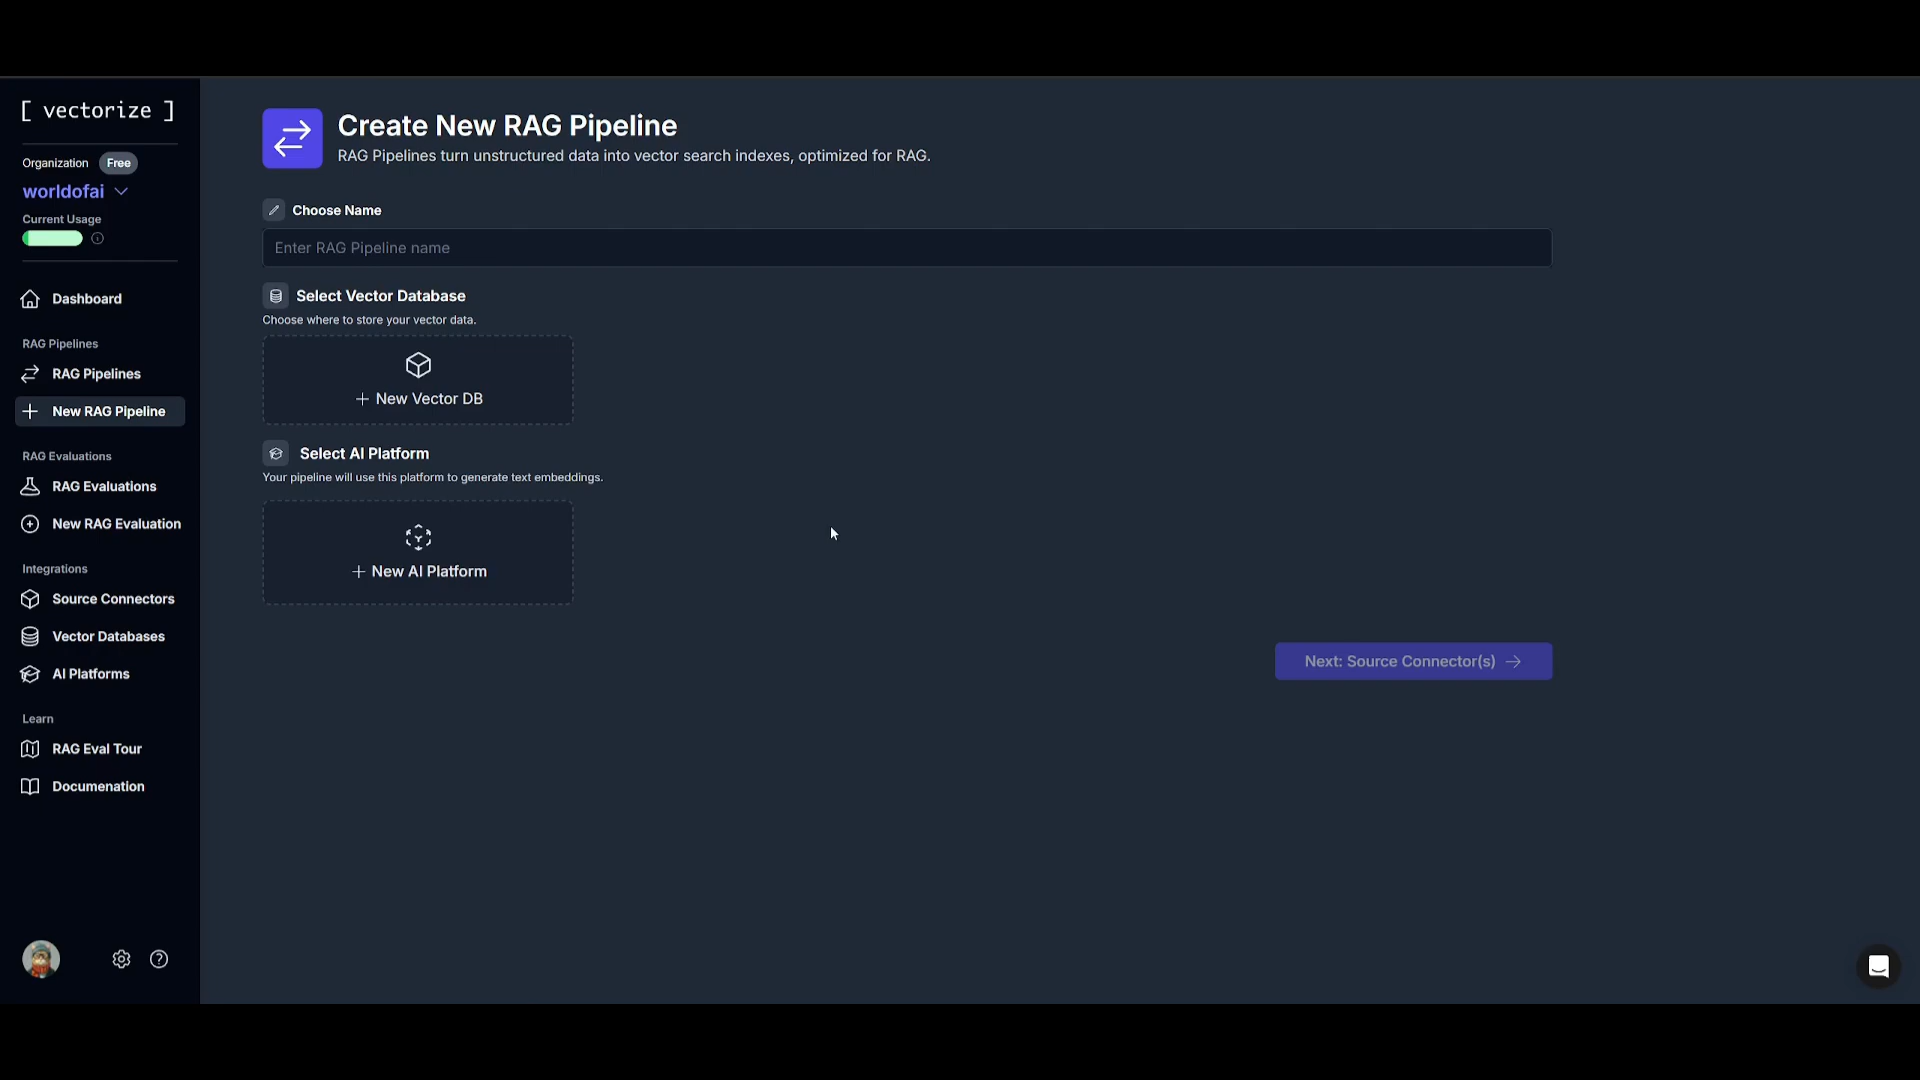 [ vectorize ]
Organization Free
worldofai
Current Usage
Dashboard
RAG Pipelines
RAG Pipelines
New RAG Pipeline
RAG Evaluations
RAG Evaluations
New RAG Evaluation
Integrations
Source Connectors
Vector Databases
AI Platforms
Learn
RAG Eval Tour
Documenation
Create New RAG Pipeline
RAG Pipelines turn unstructured data into vector search indexes, optimized for RAG.
Choose Name
Enter RAG Pipeline name
Select Vector Database
Choose where to store your vector data.
+ New Vector DB
Select AI Platform
Your pipeline will use this platform to generate text embeddings.
+ New AI Platform
Next: Source Connector(s) →